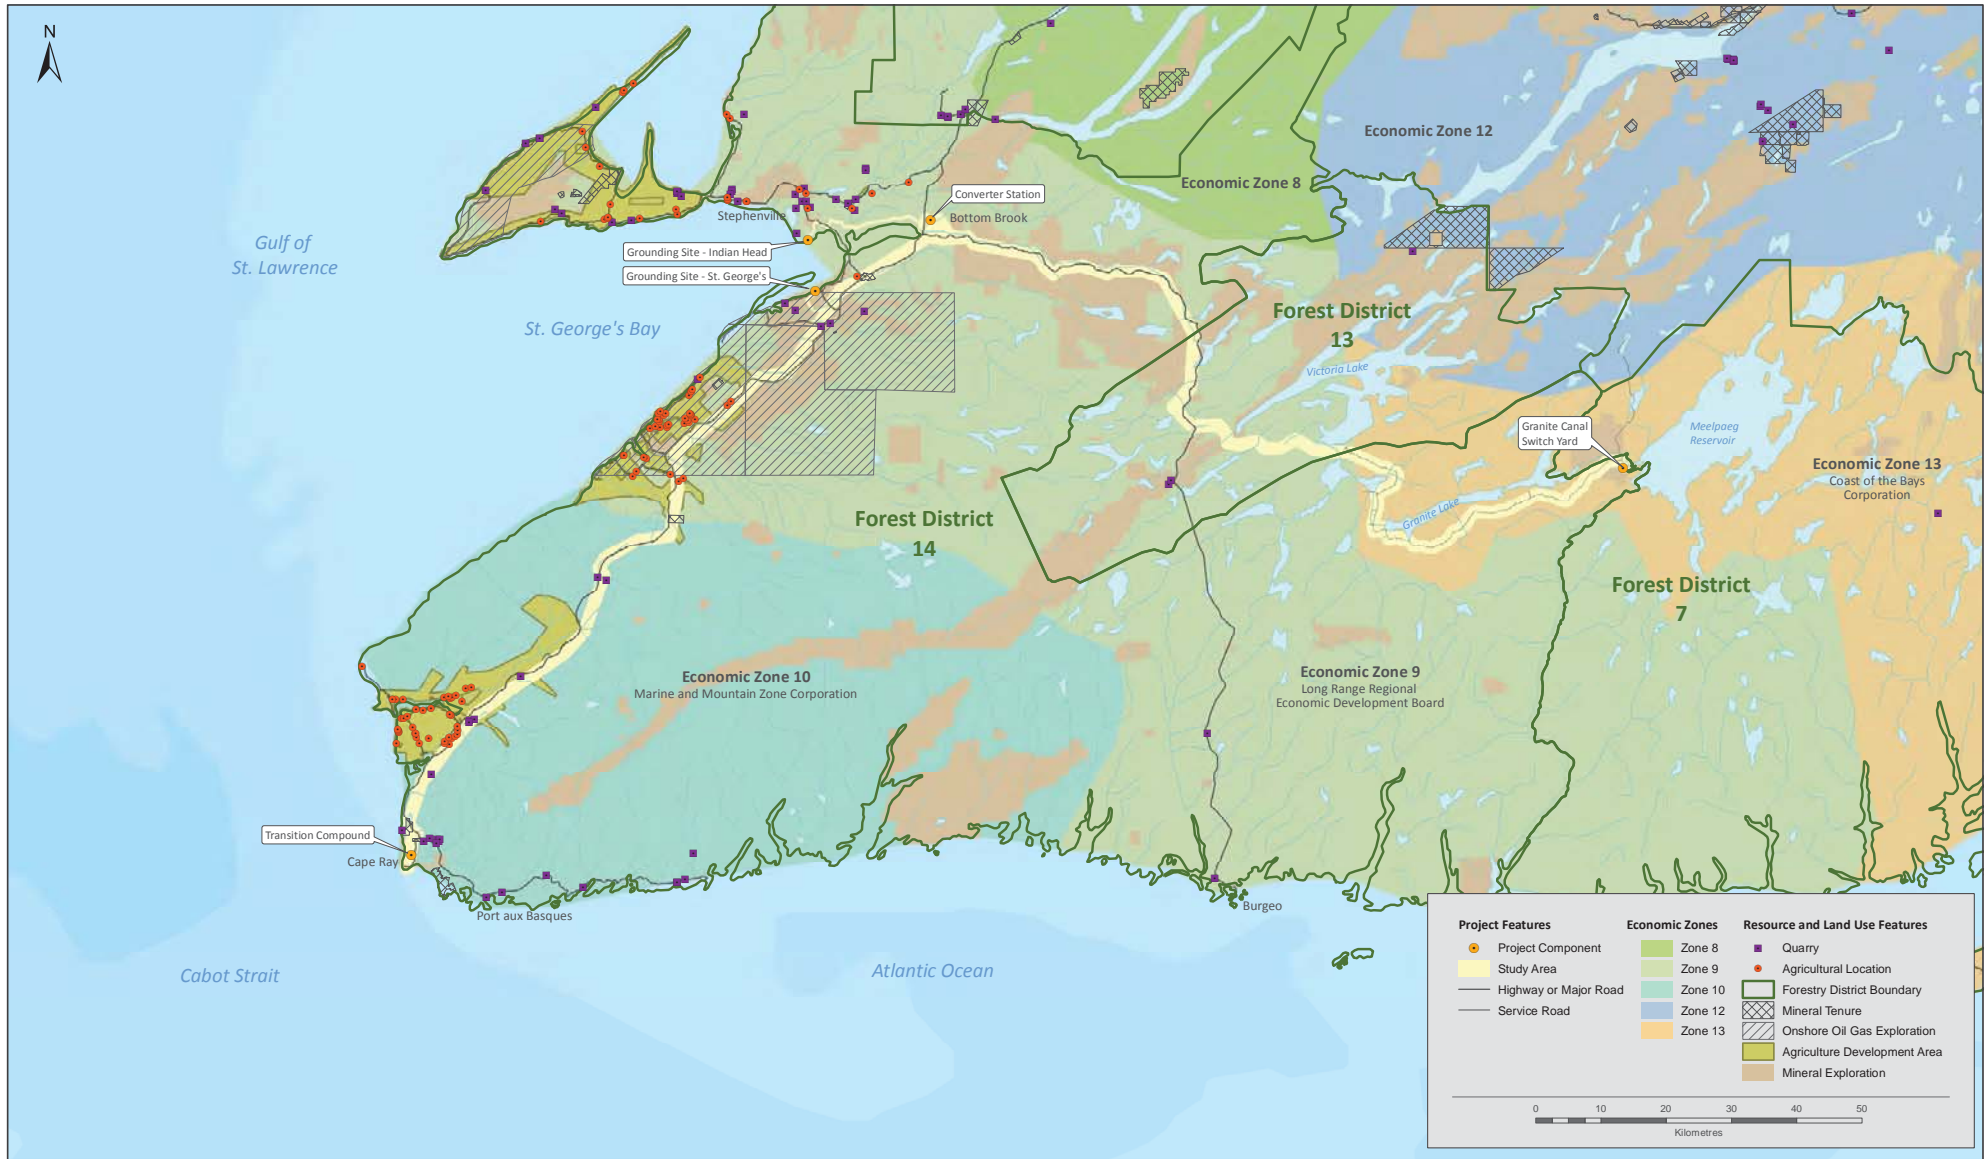 N
Economic Zone 12
Economic Zone 8
Converter Station
Stephenville
Bottom Brook
Gulf of
St. Lawrence
Grounding Site - Indian Head
Grounding Site - St. George's
St. George's Bay
Forest District
13
Victoria Lake
Granite Canal
Switch Yard
Meelpaeg
Reservoir
Economic Zone 13
Coast of the Bays
Corporation
Granite Lake
Forest District
14
Forest District
7
Economic Zone 10
Marine and Mountain Zone Corporation
Economic Zone 9
Long Range Regional
Economic Development Board
Transition Compound
Cape Ray
Port aux Basques
Burgeo
Cabot Strait
Atlantic Ocean
Project Features
Project Component
Study Area
Highway or Major Road
Service Road
Economic Zones
Zone 8
Zone 9
Zone 10
Zone 12
Zone 13
Resource and Land Use Features
Quarry
Agricultural Location
Forestry District Boundary
Mineral Tenure
Onshore Oil Gas Exploration
Agriculture Development Area
Mineral Exploration
0 10 20 30 40 50
Kilometres